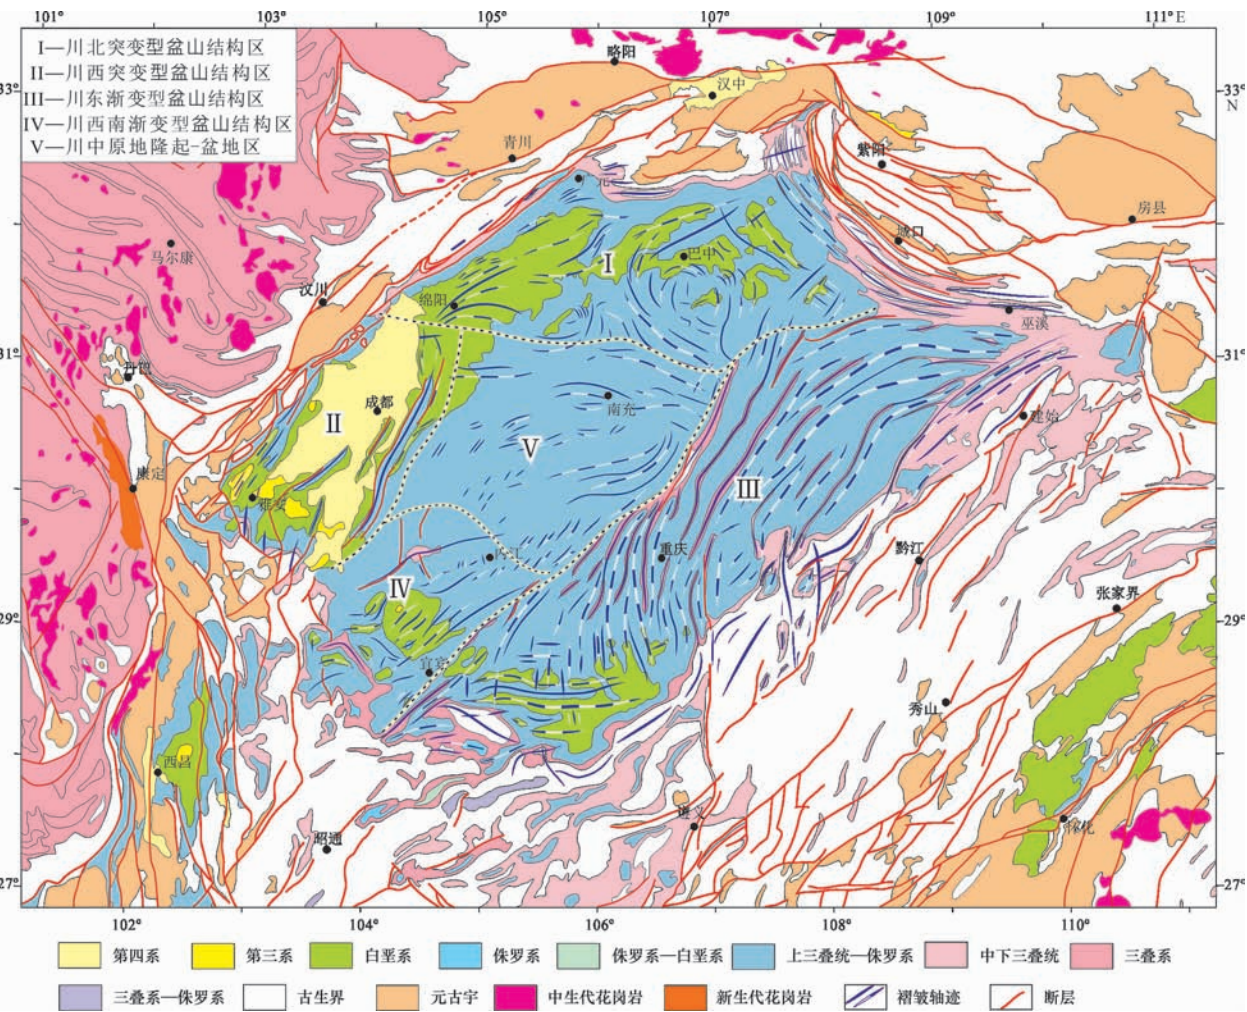 101°
103°
105°
107°
109°
111°E
I—川北突变型盆山结构区
II—川西突变型盆山结构区
III—川东渐变型盆山结构区
IV—川西南渐变型盆山结构区
V—川中原地隆起-盆地区
33°
33°
N
略阳
汉中
青川
紫阳
广元
房县
城口
马尔康
巴中
I
汶川
绵阳
巫溪
31°
31°
丹巴
成都
南充
建始
II
V
康定
III
雅安
内江
重庆
黔江
IV
张家界
29°
29°
宜宾
秀山
西昌
遵义
怀化
昭通
27°
27°
102°
104°
106°
108°
110°
第四系
第三系
白垩系
侏罗系
侏罗系—白垩系
上三叠统—侏罗系
中下三叠统
三叠系
三叠系—侏罗系
古生界
元古宇
中生代花岗岩
新生代花岗岩
褶皱轴迹
断层